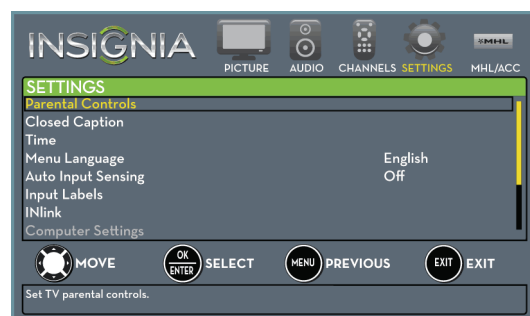 INSIGNIA
PICTURE AUDIO CHANNELS SETTINGS MHL/ACC
MHL
SETTINGS
Parental Controls
Closed Caption
Time
Menu Language English
Auto Input Sensing Off
Input Labels
INlink
Computer Settings
MOVE OK ENTER SELECT MENU PREVIOUS EXIT EXIT
Set TV parental controls.